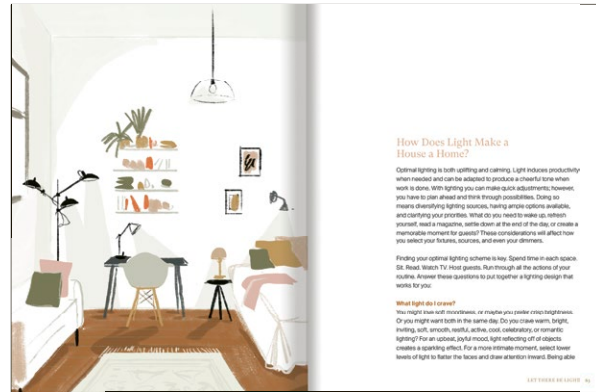 How Does Light Make a
House a Home?
Optimal lighting is both uplifting and calming. Light induces productivity
when needed and can be adapted to produce a cheerful tone when
work is done. With lighting you can make quick adjustments; however,
you have to plan ahead and think through possibilities. Doing so
means diversifying lighting sources, having ample options available,
and clarifying your priorities. What do you need to wake up, refresh
yourself, read a magazine, settle down at the end of the day, or create a
memorable moment for guests? These considerations will affect how
you select your fixtures, sources, and even your dimmers.
Finding your optimal lighting scheme is key. Spend time in each space.
Sit. Read. Watch TV. Host guests. Run through all the actions of your
routine. Answer these questions to put together a lighting design that
works for you:
What light do I crave?
You might love soft moodiness, or maybe you prefer crisp brightness.
Or you might want both in the same day. Do you crave warm, bright,
inviting, soft, smooth, restful, active, cool, celebratory, or romantic
lighting? For an upbeat, joyful mood, light reflecting off of objects
creates a sparkling effect. For a more intimate moment, select lower
levels of light to flatter the faces and draw attention inward. Being able
LET THERE BE LIGHT